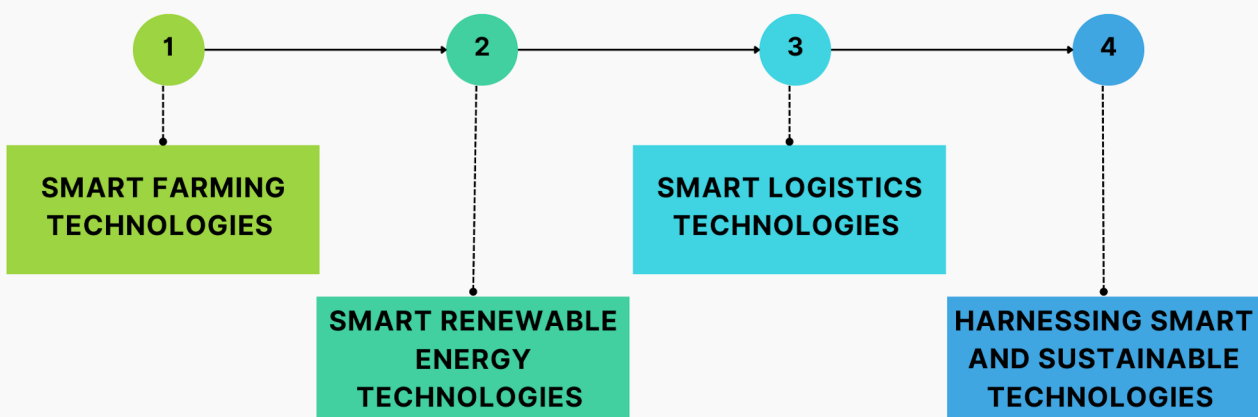 1
2
3
4
SMART FARMING
TECHNOLOGIES
SMART RENEWABLE
ENERGY
TECHNOLOGIES
SMART LOGISTICS
TECHNOLOGIES
HARNESSING SMART
AND SUSTAINABLE
TECHNOLOGIES